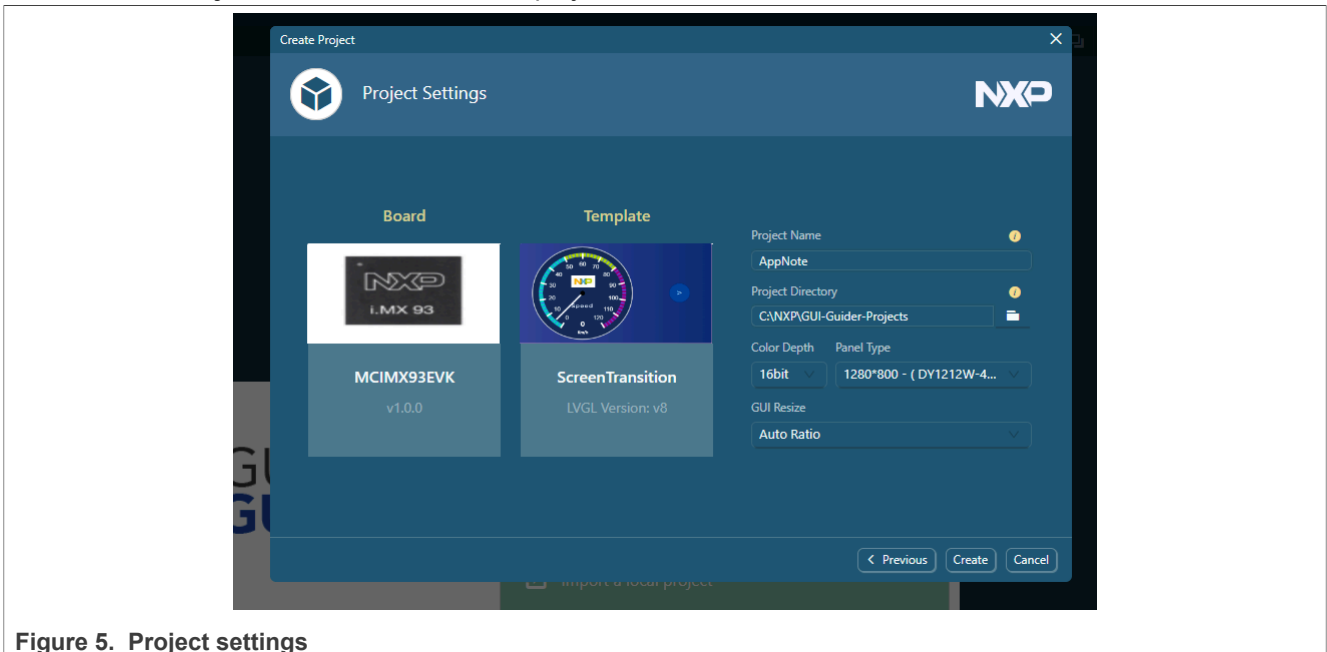 Create Project
Project Settings
NXP
Board
Template
NXP
i.MX 93
MCIMX93EVK
v1.0.0
ScreenTransition
LVGL Version: v8
Project Name
AppNote
Project Directory
C:\NXP\GUI-Guider-Projects
Color Depth Panel Type
16bit 1280*800 - ( DY1212W-4...
GUI Resize
Auto Ratio
< Previous Create Cancel
Import a local project
Figure 5. Project settings